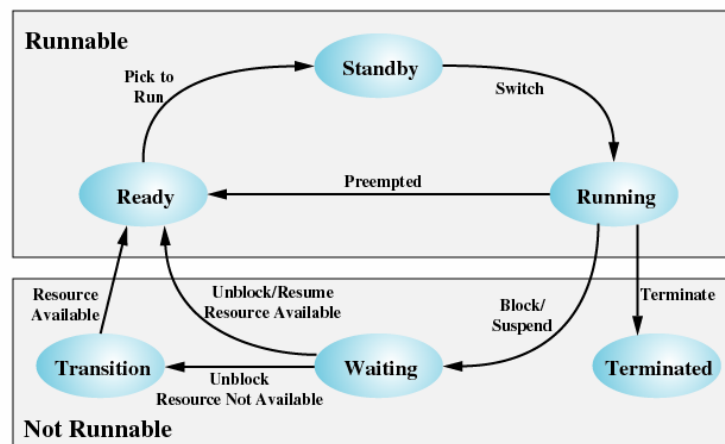 Runnable
Standby
Pick to
Run
Switch
Ready
Preempted
Running
Resource
Available
Unblock/Resume
Resource Available
Block/
Suspend
Terminate
Transition
Unblock
Resource Not Available
Waiting
Terminated
Not Runnable